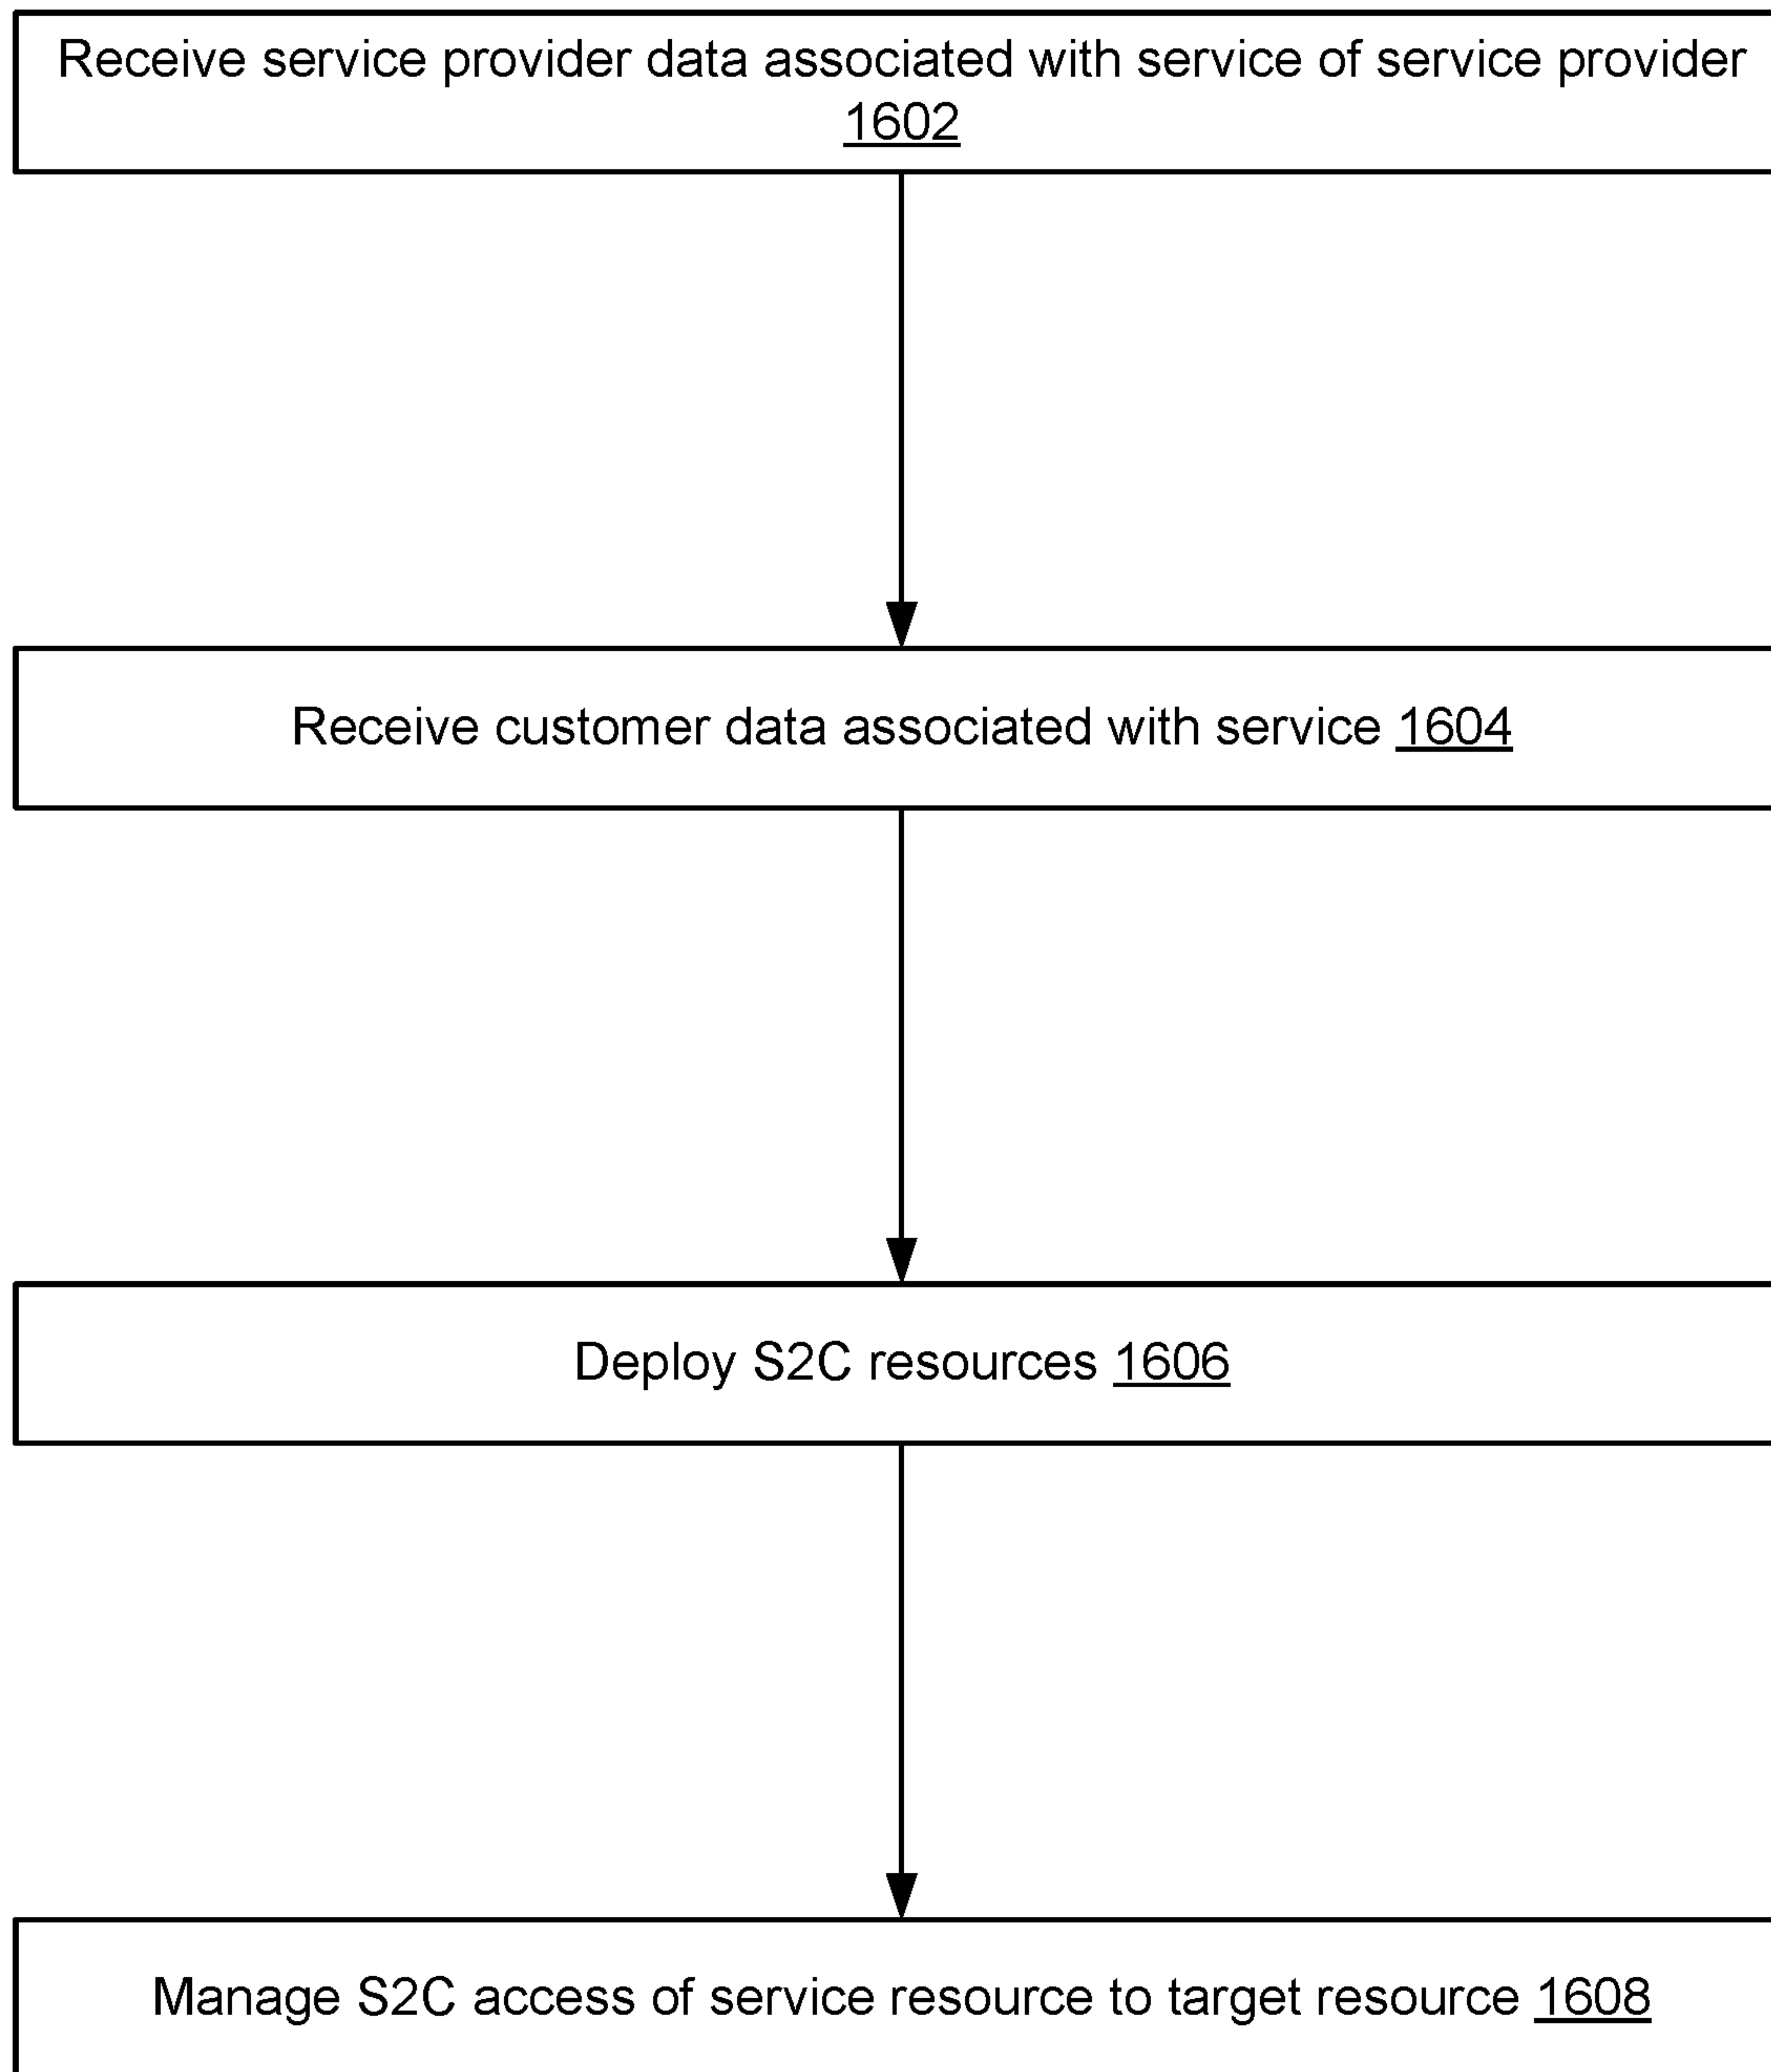 Receive service provider data associated with service of service provider
1602
Receive customer data associated with service 1604
Deploy S2C resources 1606
Manage S2C access of service resource to target resource 1608